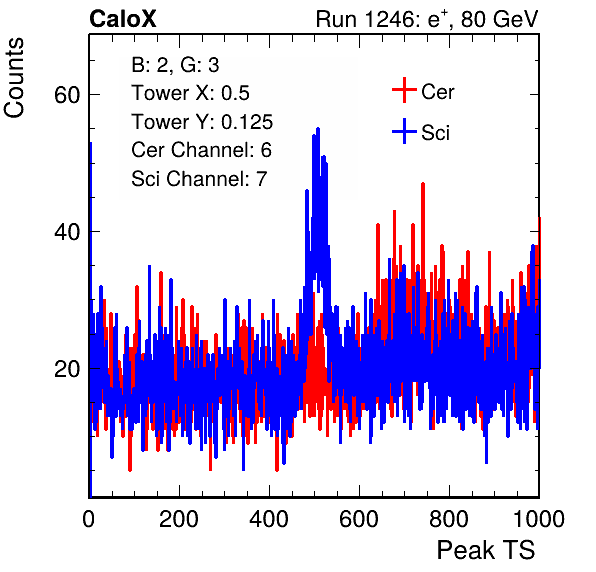 CaloX Run 1246: e+, 80 GeV
Counts
B: 2, G: 3
Tower X: 0.5
Tower Y: 0.125
Cer Channel: 6
Sci Channel: 7
Cer
Sci
60
40
20
0 200 400 600 800 1000
Peak TS